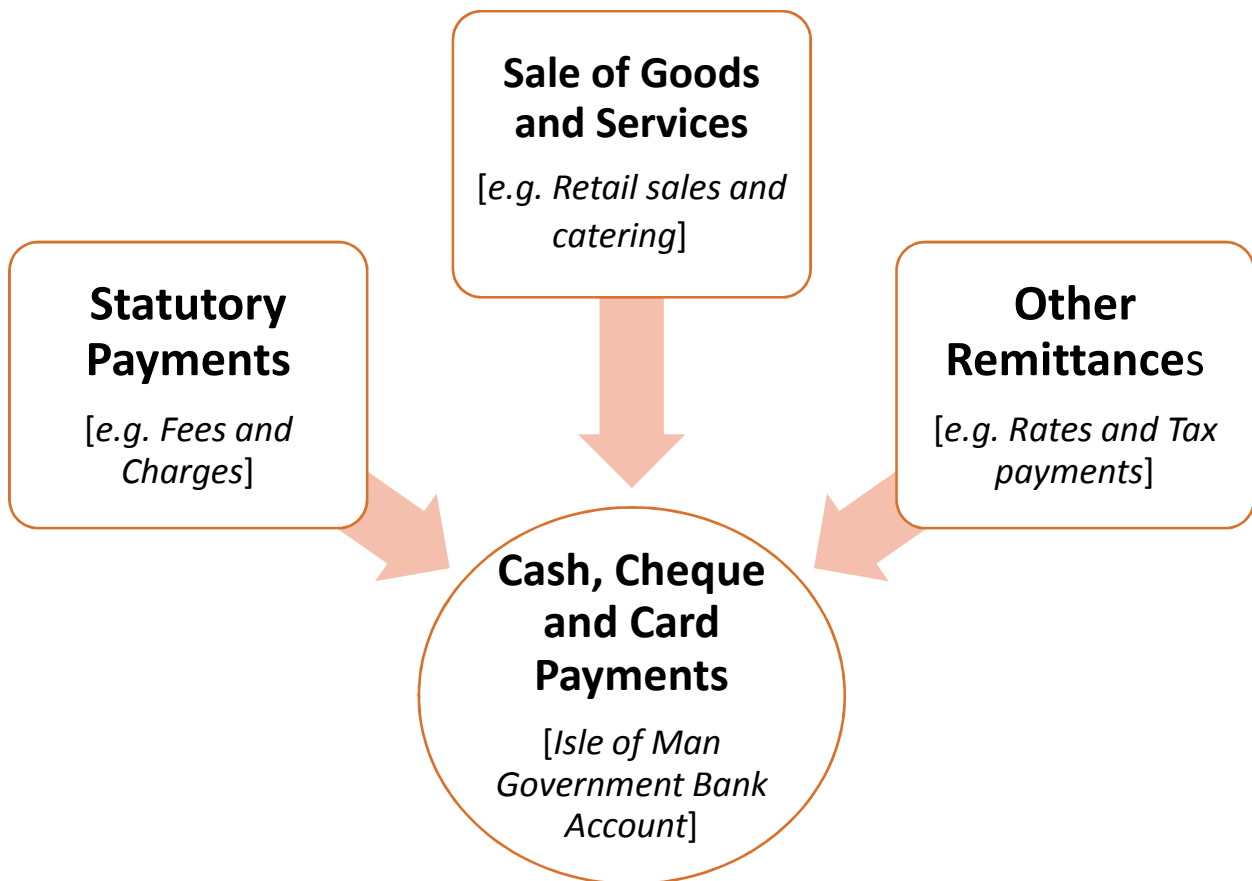 Sale of Goods
and Services
[e.g. Retail sales and
catering]
Statutory
Payments
[e.g. Fees and
Charges]
Other
Remittances
[e.g. Rates and Tax
payments]
Cash, Cheque
and Card
Payments
[Isle of Man
Government Bank
Account]